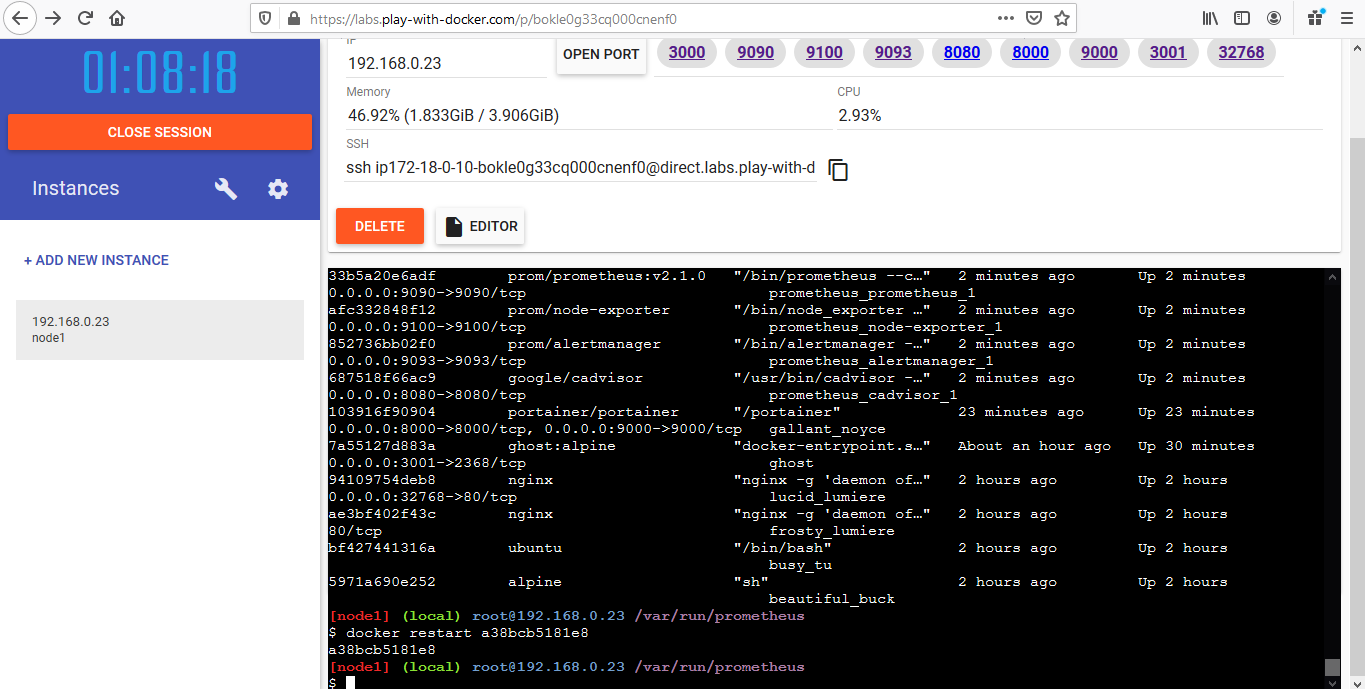 https://labs.play-with-docker.com/p/bokle0g33cq000cnenf0
01:08:18
CLOSE SESSION
Instances
+ ADD NEW INSTANCE
192.168.0.23
node1
IP
192.168.0.23
OPEN PORT
3000 9090 9100 9093 8080 8000 9000 3001 32768
Memory
46.92% (1.833GiB / 3.906GiB)
CPU
2.93%
SSH
ssh ip172-18-0-10-bokle0g33cq000cnenf0@direct.labs.play-with-d
DELETE
EDITOR
33b5a20e6adf prom/prometheus:v2.1.0 "/bin/prometheus --c…" 2 minutes ago Up 2 minutes
0.0.0.0:9090->9090/tcp prometheus_prometheus_1
afc332848f12 prom/node-exporter "/bin/node_exporter …" 2 minutes ago Up 2 minutes
0.0.0.0:9100->9100/tcp prometheus_node-exporter_1
852736bb02f0 prom/alertmanager "/bin/alertmanager -…" 2 minutes ago Up 2 minutes
0.0.0.0:9093->9093/tcp prometheus_alertmanager_1
687518f66ac9 google/cadvisor "/usr/bin/cadvisor -…" 2 minutes ago Up 2 minutes
0.0.0.0:8080->8080/tcp prometheus_cadvisor_1
103916f90904 portainer/portainer "/portainer" 23 minutes ago Up 23 minutes
0.0.0.0:8000->8000/tcp, 0.0.0.0:9000->9000/tcp gallant_noyce
7a55127d883a ghost:alpine "docker-entrypoint.s…" About an hour ago Up 30 minutes
0.0.0.0:3001->2368/tcp ghost
94109754deb8 nginx "nginx -g 'daemon of…" 2 hours ago Up 2 hours
0.0.0.0:32768->80/tcp lucid_lumiere
ae3bf402f43c nginx "nginx -g 'daemon of…" 2 hours ago Up 2 hours
80/tcp frosty_lumiere
bf427441316a ubuntu "/bin/bash" 2 hours ago Up 2 hours
busy_tu
5971a690e252 alpine "sh" 2 hours ago Up 2 hours
beautiful_buck
[node1] (local) root@192.168.0.23 /var/run/prometheus
$ docker restart a38bcb5181e8
a38bcb5181e8
[node1] (local) root@192.168.0.23 /var/run/prometheus
$